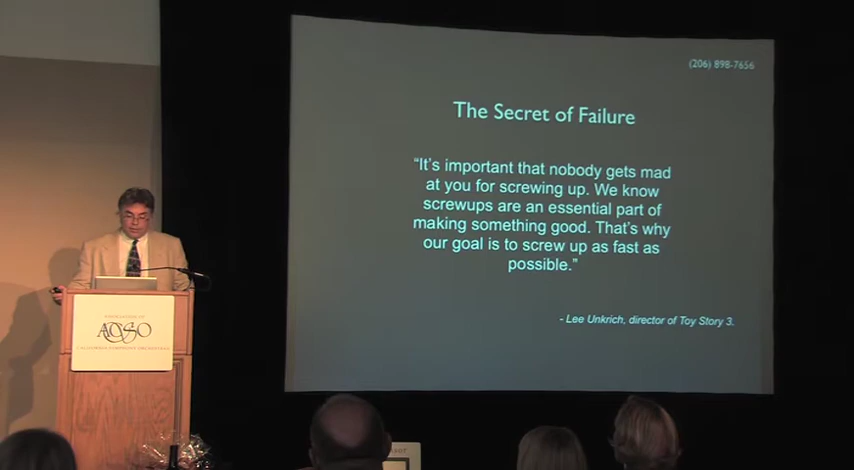 (206) 898-7656
The Secret of Failure
“It’s important that nobody gets mad
at you for screwing up. We know
screwups are an essential part of
making something good. That’s why
our goal is to screw up as fast as
possible.”
- Lee Unkrich, director of Toy Story 3.
ASSOCIATION OF
ACSO
CALIFORNIA SYMPHONY ORCHESTRAS